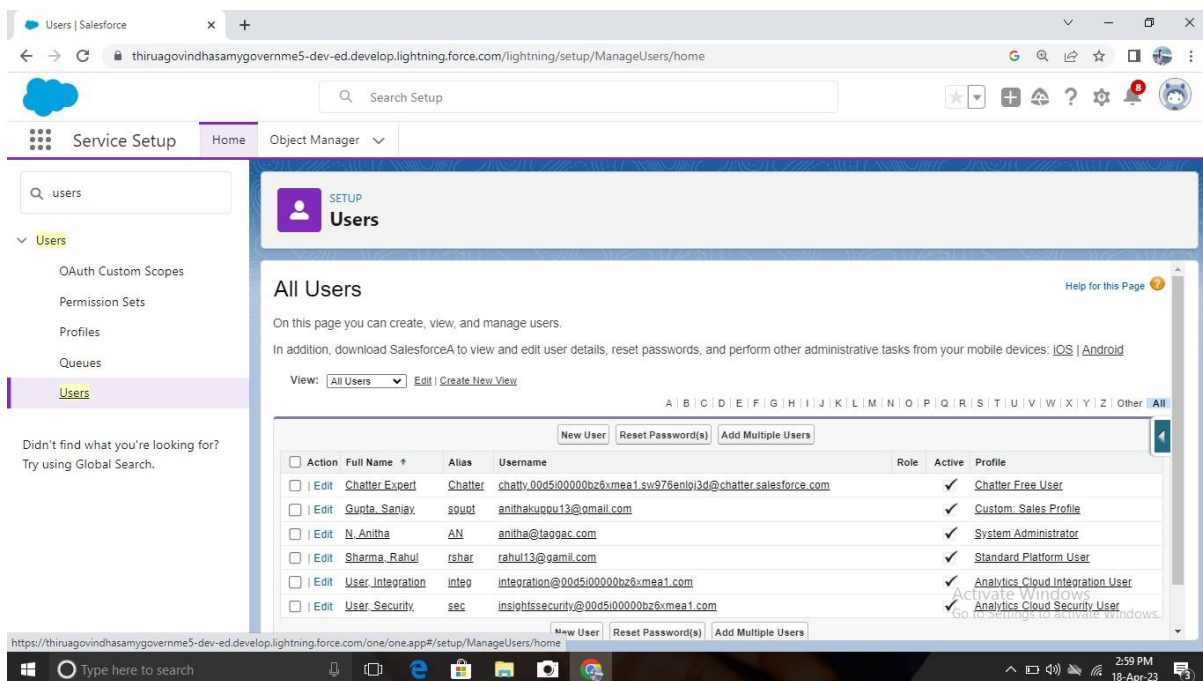 Users | Salesforce
thiruagovindhasamygovernme5-dev-ed.develop.lightning.force.com/lightning/setup/ManageUsers/home
Search Setup
8
Service Setup Home Object Manager
users
Users
OAuth Custom Scopes
Permission Sets
Profiles
Queues
Users
Didn't find what you're looking for?
Try using Global Search.
SETUP
Users
All Users
Help for this Page
On this page you can create, view, and manage users.
In addition, download SalesforceA to view and edit user details, reset passwords, and perform other administrative tasks from your mobile devices: iOS | Android
View: All Users Edit | Create New View
A | B | C | D | E | F | G | H | I | J | K | L | M | N | O | P | Q | R | S | T | U | V | W | X | Y | Z | Other | All
New User Reset Password(s) Add Multiple Users
Action Full Name ↑ Alias Username Role Active Profile
| Edit Chatter Expert Chatter chatty.00d5i00000bz6xmea1.sw976enloj3d@chatter.salesforce.com ✓ Chatter Free User
| Edit Gupta, Sanjay sgupt anithakuppu13@gmail.com ✓ Custom: Sales Profile
| Edit N, Anitha AN anitha@taggac.com ✓ System Administrator
| Edit Sharma, Rahul rshar rahul13@gamil.com ✓ Standard Platform User
| Edit User, Integration integ integration@00d5i00000bz6xmea1.com ✓ Analytics Cloud Integration User
| Edit User, Security sec insightssecurity@00d5i00000bz6xmea1.com ✓ Analytics Cloud Security User
Activate Windows
Go to Settings to activate Windows.
New User Reset Password(s) Add Multiple Users
https://thiruagovindhasamygovernme5-dev-ed.develop.lightning.force.com/one/one.app#/setup/ManageUsers/home
Type here to search
2:59 PM
18-Apr-23
3